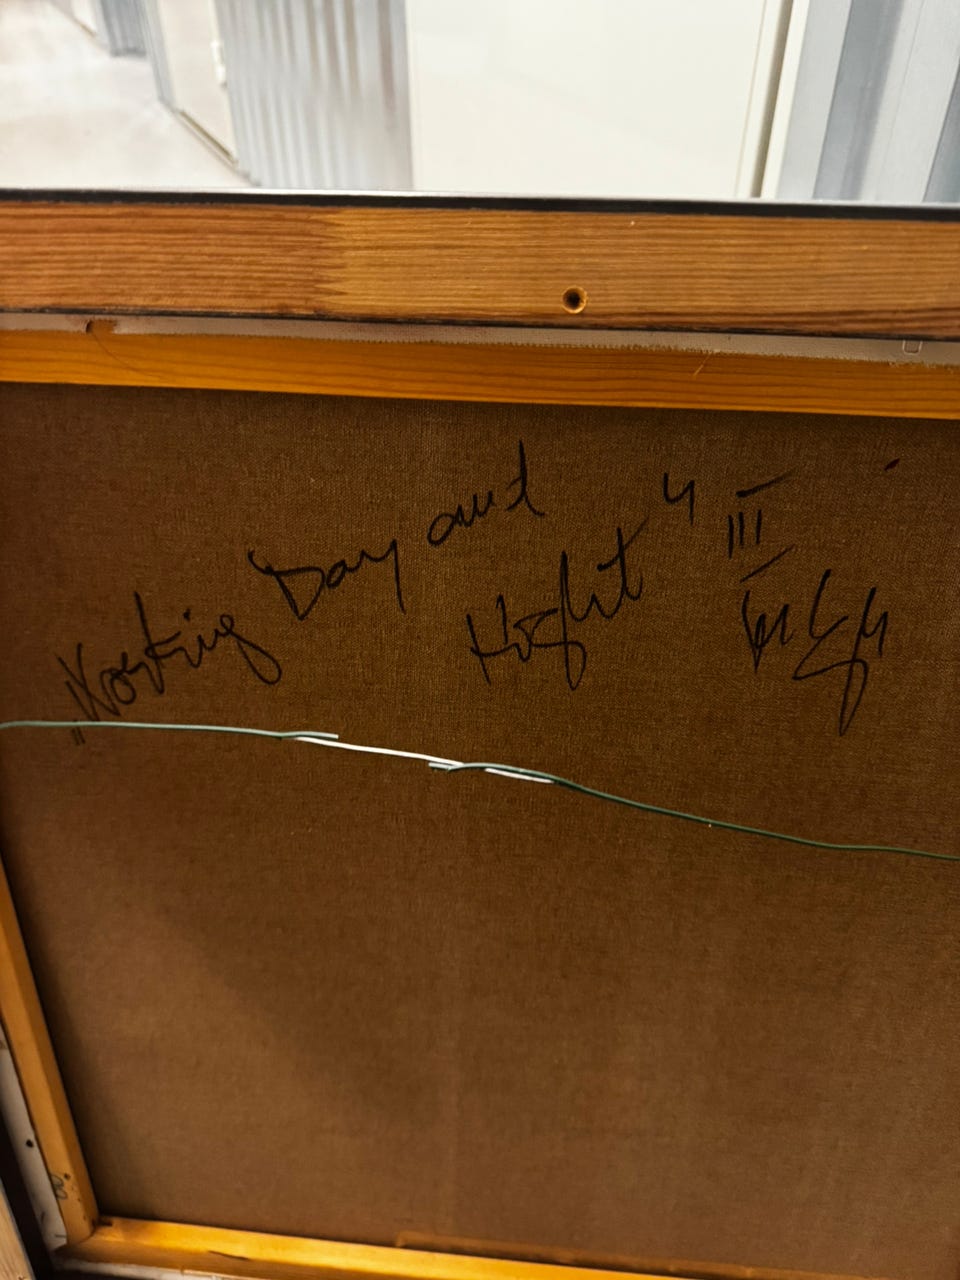 „Working Day and
Night“ III